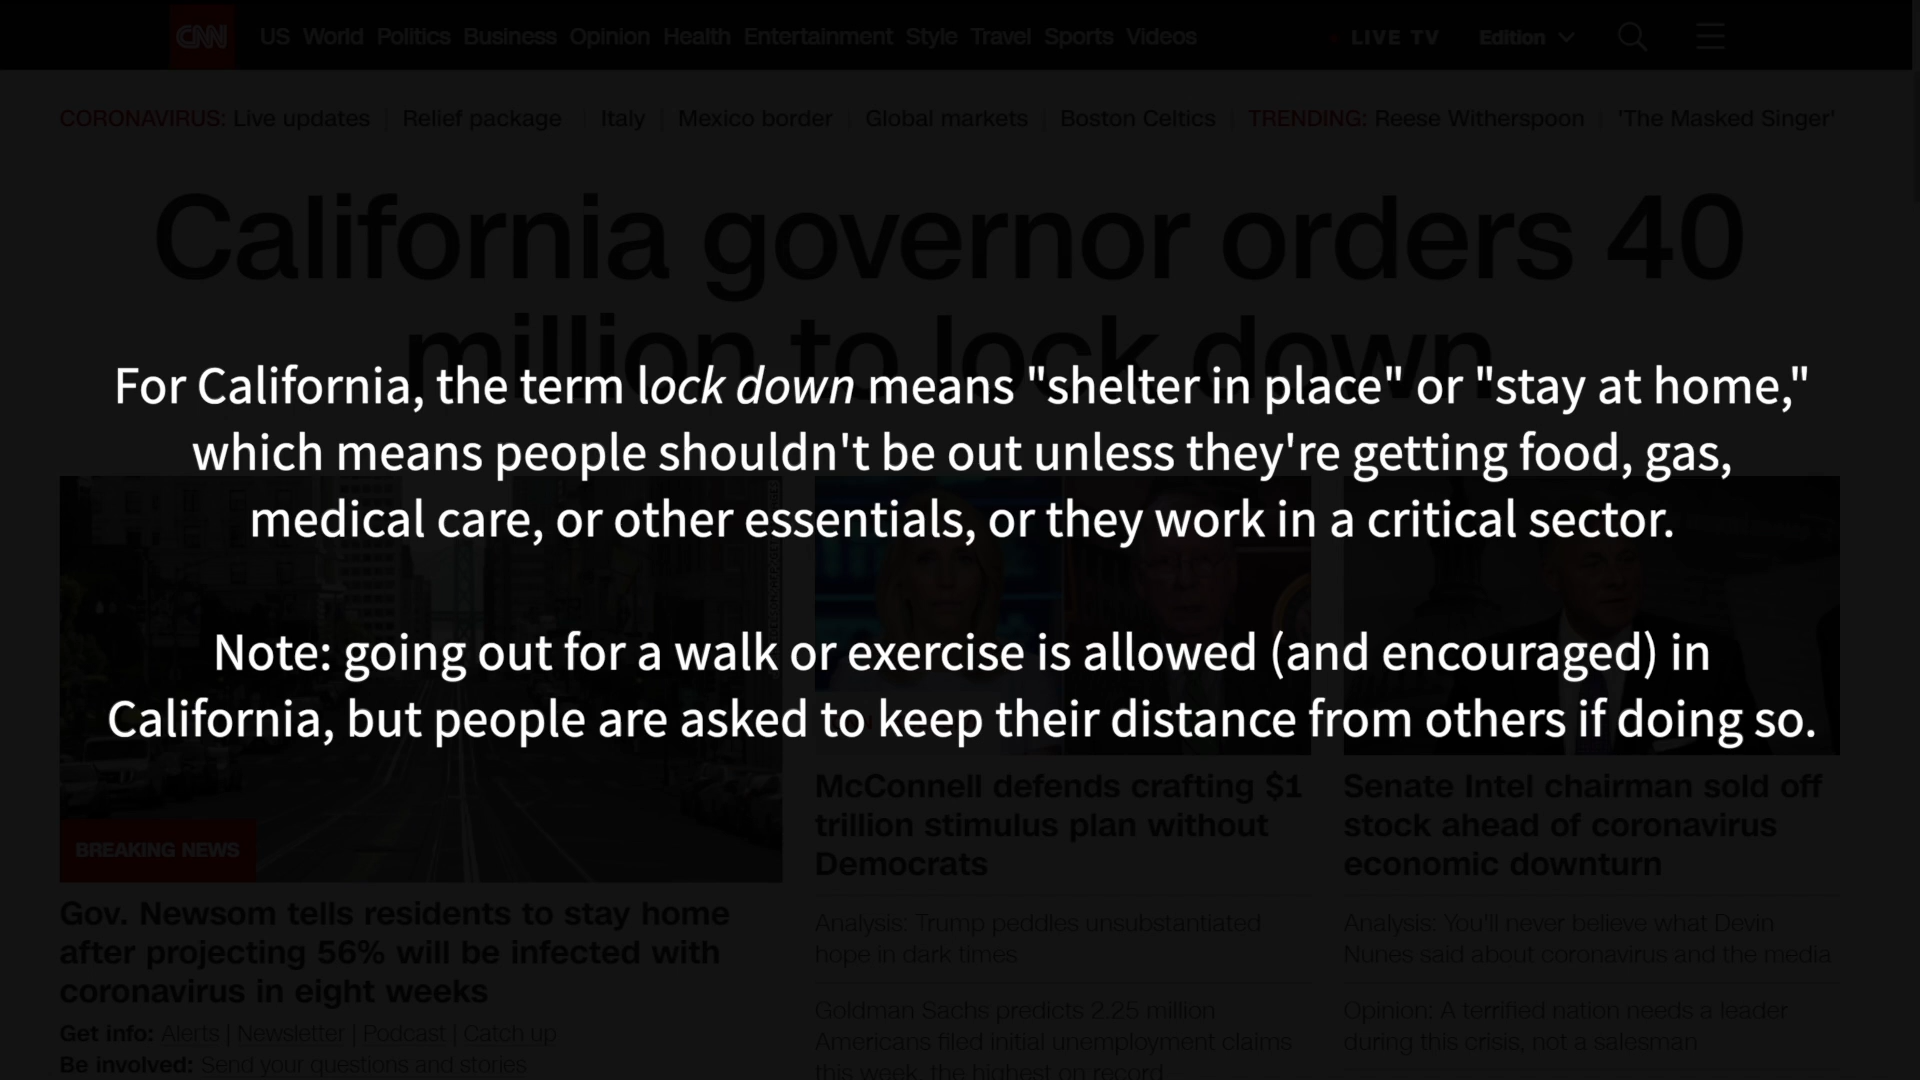 CNN US World Politics Business Opinion Health Entertainment Style Travel Sports Videos LIVE TV Edition
CORONAVIRUS: Live updates Relief package Italy Mexico border Global markets Boston Celtics TRENDING: Reese Witherspoon 'The Masked Singer'
California governor orders 40
million to lock down
For California, the term lock down means "shelter in place" or "stay at home,"
which means people shouldn't be out unless they're getting food, gas,
medical care, or other essentials, or they work in a critical sector.
Note: going out for a walk or exercise is allowed (and encouraged) in
California, but people are asked to keep their distance from others if doing so.
BREAKING NEWS
Gov. Newsom tells residents to stay home
after projecting 56% will be infected with
coronavirus in eight weeks
Get info: Alerts | Newsletter | Podcast | Catch up
Be involved: Send your questions and stories
McConnell defends crafting $1
trillion stimulus plan without
Democrats
Analysis: Trump peddles unsubstantiated
hope in dark times
Goldman Sachs predicts 2.25 million
Americans filed initial unemployment claims
this week, the highest on record
Senate Intel chairman sold off
stock ahead of coronavirus
economic downturn
Analysis: You'll never believe what Devin
Nunes said about coronavirus and the media
Opinion: A terrified nation needs a leader
during this crisis, not a salesman